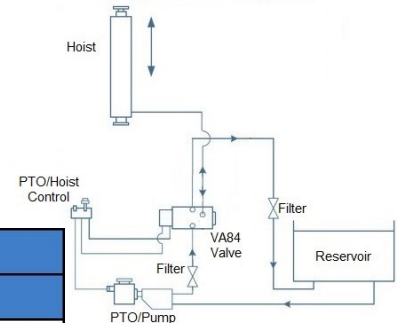 Hoist
PTO/Hoist
Control
Filter
VA84
Valve
Reservoir
Filter
PTO/Pump